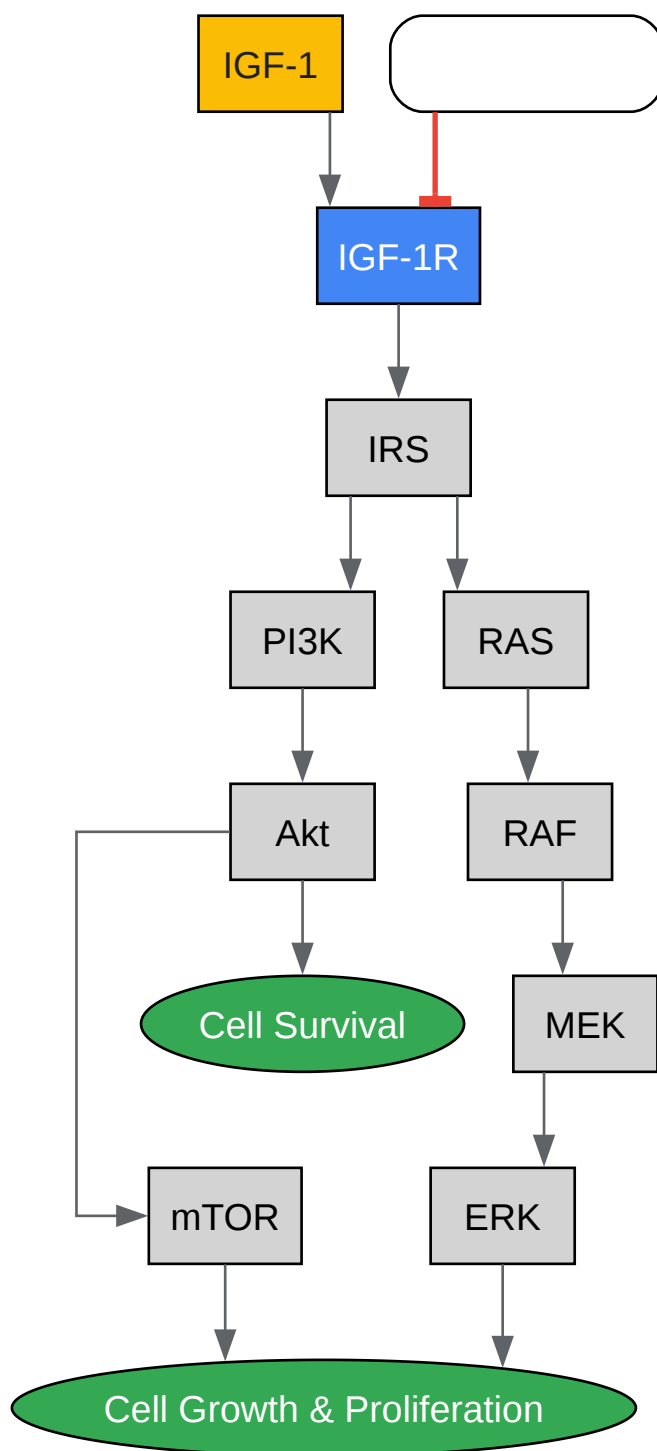 IGF-1
IGF-1R
IRS
PI3K
RAS
Akt
RAF
Cell Survival
MEK
mTOR
ERK
Cell Growth & Proliferation